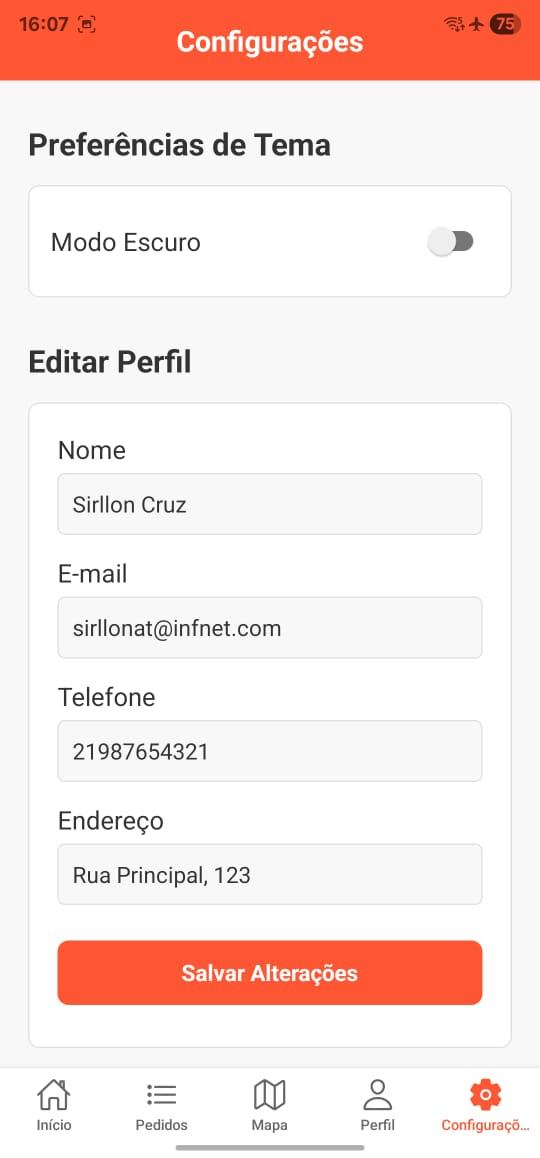 16:07
75
Configurações
Preferências de Tema
Modo Escuro
Editar Perfil
Nome
Sirllon Cruz
E-mail
sirllonat@infnet.com
Telefone
21987654321
Endereço
Rua Principal, 123
Salvar Alterações
Início
Pedidos
Mapa
Perfil
Configuraçõ...